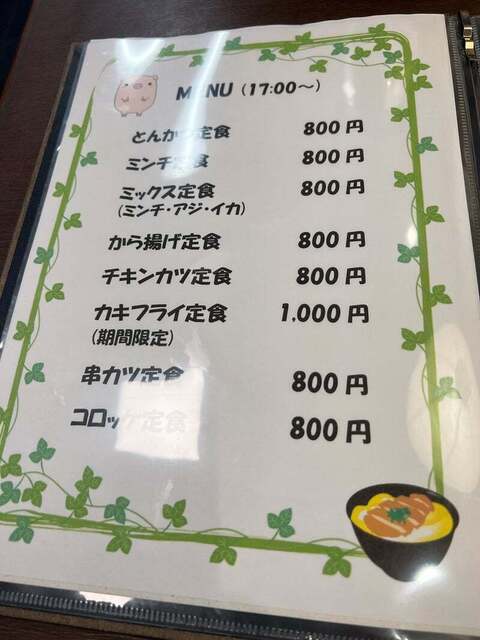 MENU (17:00～)
とんかつ定食 800円
ミンチ定食 800円
ミックス定食 800円
(ミンチ・アジ・イカ)
から揚げ定食 800円
チキンカツ定食 800円
カキフライ定食 1.000円
(期間限定)
串カツ定食 800円
コロッケ定食 800円